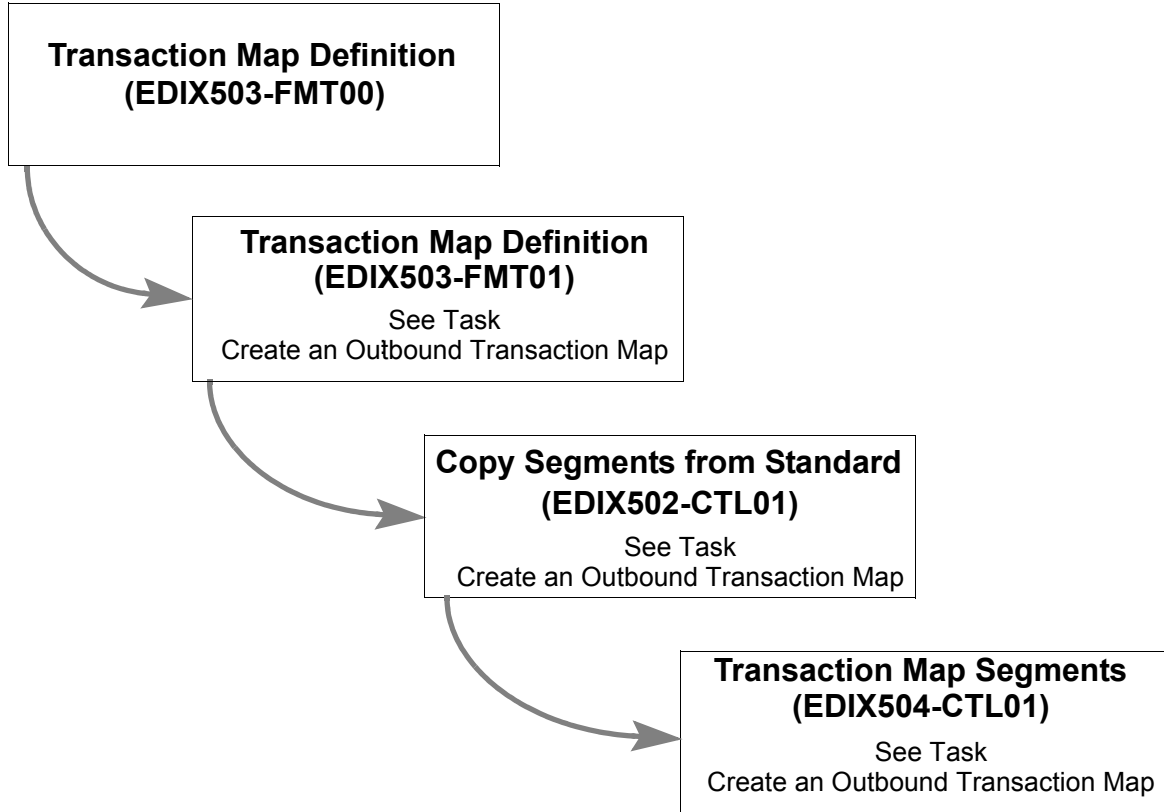 Transaction Map Definition
(EDIX503-FMT00)
Transaction Map Definition
(EDIX503-FMT01)
See Task
Create an Outbound Transaction Map
Copy Segments from Standard
(EDIX502-CTL01)
See Task
Create an Outbound Transaction Map
Transaction Map Segments
(EDIX504-CTL01)
See Task
Create an Outbound Transaction Map